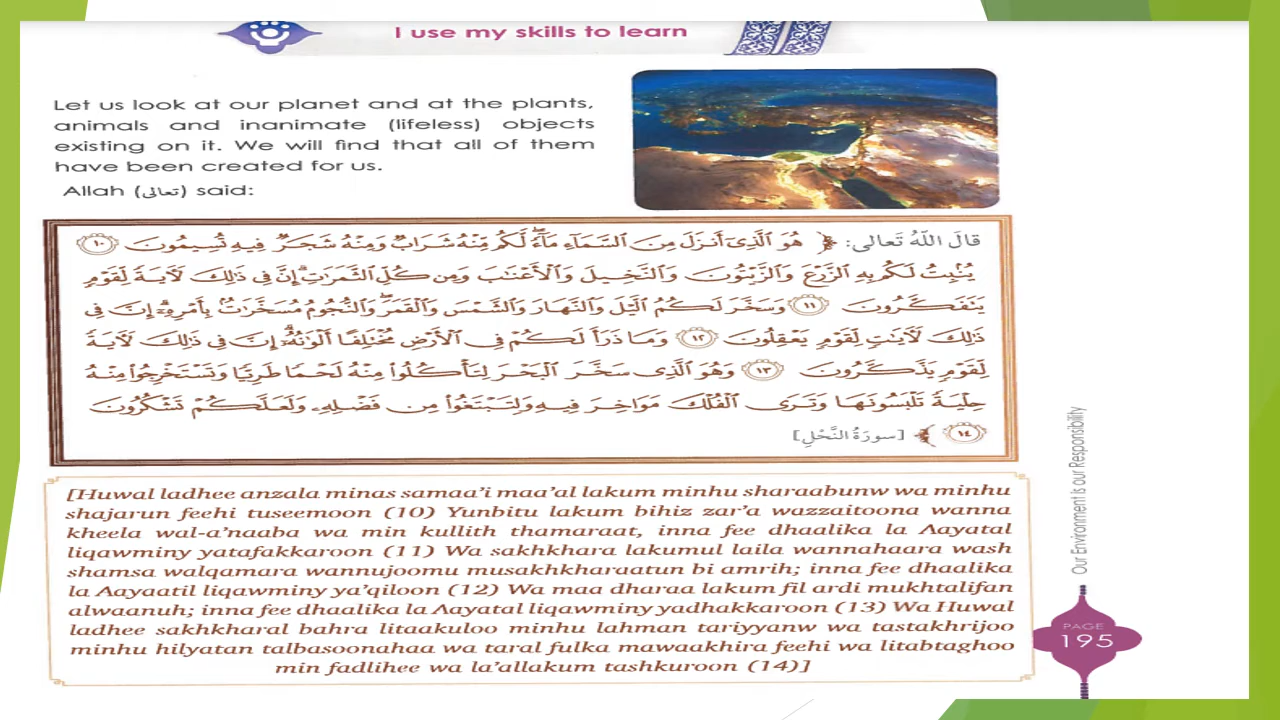 I use my skills to learn
Let us look at our planet and at the plants,
animals and inanimate (lifeless) objects
existing on it. We will find that all of them
have been created for us.
Allah (تعالى) said:
قَالَ اللَّهُ تَعَالَى: ﴿ هُوَ الَّذِىٓ أَنزَلَ مِنَ السَّمَآءِ مَآءًۖ لَّكُم مِّنْهُ شَرَابٌ وَمِنْهُ شَجَرٌ فِيهِ تُسِيمُونَ ١٠
يُنۢبِتُ لَكُم بِهِ الزَّرْعَ وَالزَّيْتُونَ وَالنَّخِيلَ وَالْأَعْنَٰبَ وَمِن كُلِّ الثَّمَرَٰتِۗ إِنَّ فِى ذَٰلِكَ لَآيَةً لِّقَوْمٍ
يَتَفَكَّرُونَ ١١ وَسَخَّرَ لَكُمُ الَّيْلَ وَالنَّهَارَ وَالشَّمْسَ وَالْقَمَرَۖ وَالنُّجُومُ مُسَخَّرَٰتٌۢ بِأَمْرِهِۦٓۗ إِنَّ فِى
ذَٰلِكَ لَآيَٰتٍ لِّقَوْمٍ يَعْقِلُونَ ١٢ وَمَا ذَرَأَ لَكُمْ فِى الْأَرْضِ مُخْتَلِفًا أَلْوَٰنُهُۥٓۗ إِنَّ فِى ذَٰلِكَ لَآيَةً
لِّقَوْمٍ يَذَّكَّرُونَ ١٣ وَهُوَ الَّذِى سَخَّرَ الْبَحْرَ لِتَأْكُلُوا۟ مِنْهُ لَحْمًا طَرِيًّا وَتَسْتَخْرِجُوا۟ مِنْهُ
حِلْيَةً تَلْبَسُونَهَا وَتَرَى الْفُلْكَ مَوَاخِرَ فِيهِ وَلِتَبْتَغُوا۟ مِن فَضْلِهِۦ وَلَعَلَّكُمْ تَشْكُرُونَ
١٤ ﴾ [سورَةُ النَّحْلِ]
[Huwal ladhee anzala minas samaa'i maa'al lakum minhu sharaabunw wa minhu
shajarun feehi tuseemoon (10) Yunbitu lakum bihiz zar'a wazzaitoona wanna
kheela wal-a'naaba wa min kullith thamaraat, inna fee dhaalika la Aayatal
liqawminy yatafakkaroon (11) Wa sakhkhara lakumul laila wannahaara wash
shamsa walqamara wannujoomu musakhkharaatun bi amrih; inna fee dhaalika
la Aayaatil liqawminy ya'qiloon (12) Wa maa dharaa lakum fil ardi mukhtalifan
alwaanuh; inna fee dhaalika la Aayatal liqawminy yadhakkaroon (13) Wa Huwal
ladhee sakhkharal bahra litaakuloo minhu lahman tariyyanw wa tastakhrijoo
minhu hilyatan talbasoonahaa wa taral fulka mawaakhira feehi wa litabtaghoo
min fadlihee wa la'allakum tashkuroon (14)]
Our Environment is our Responsibility
PAGE
195